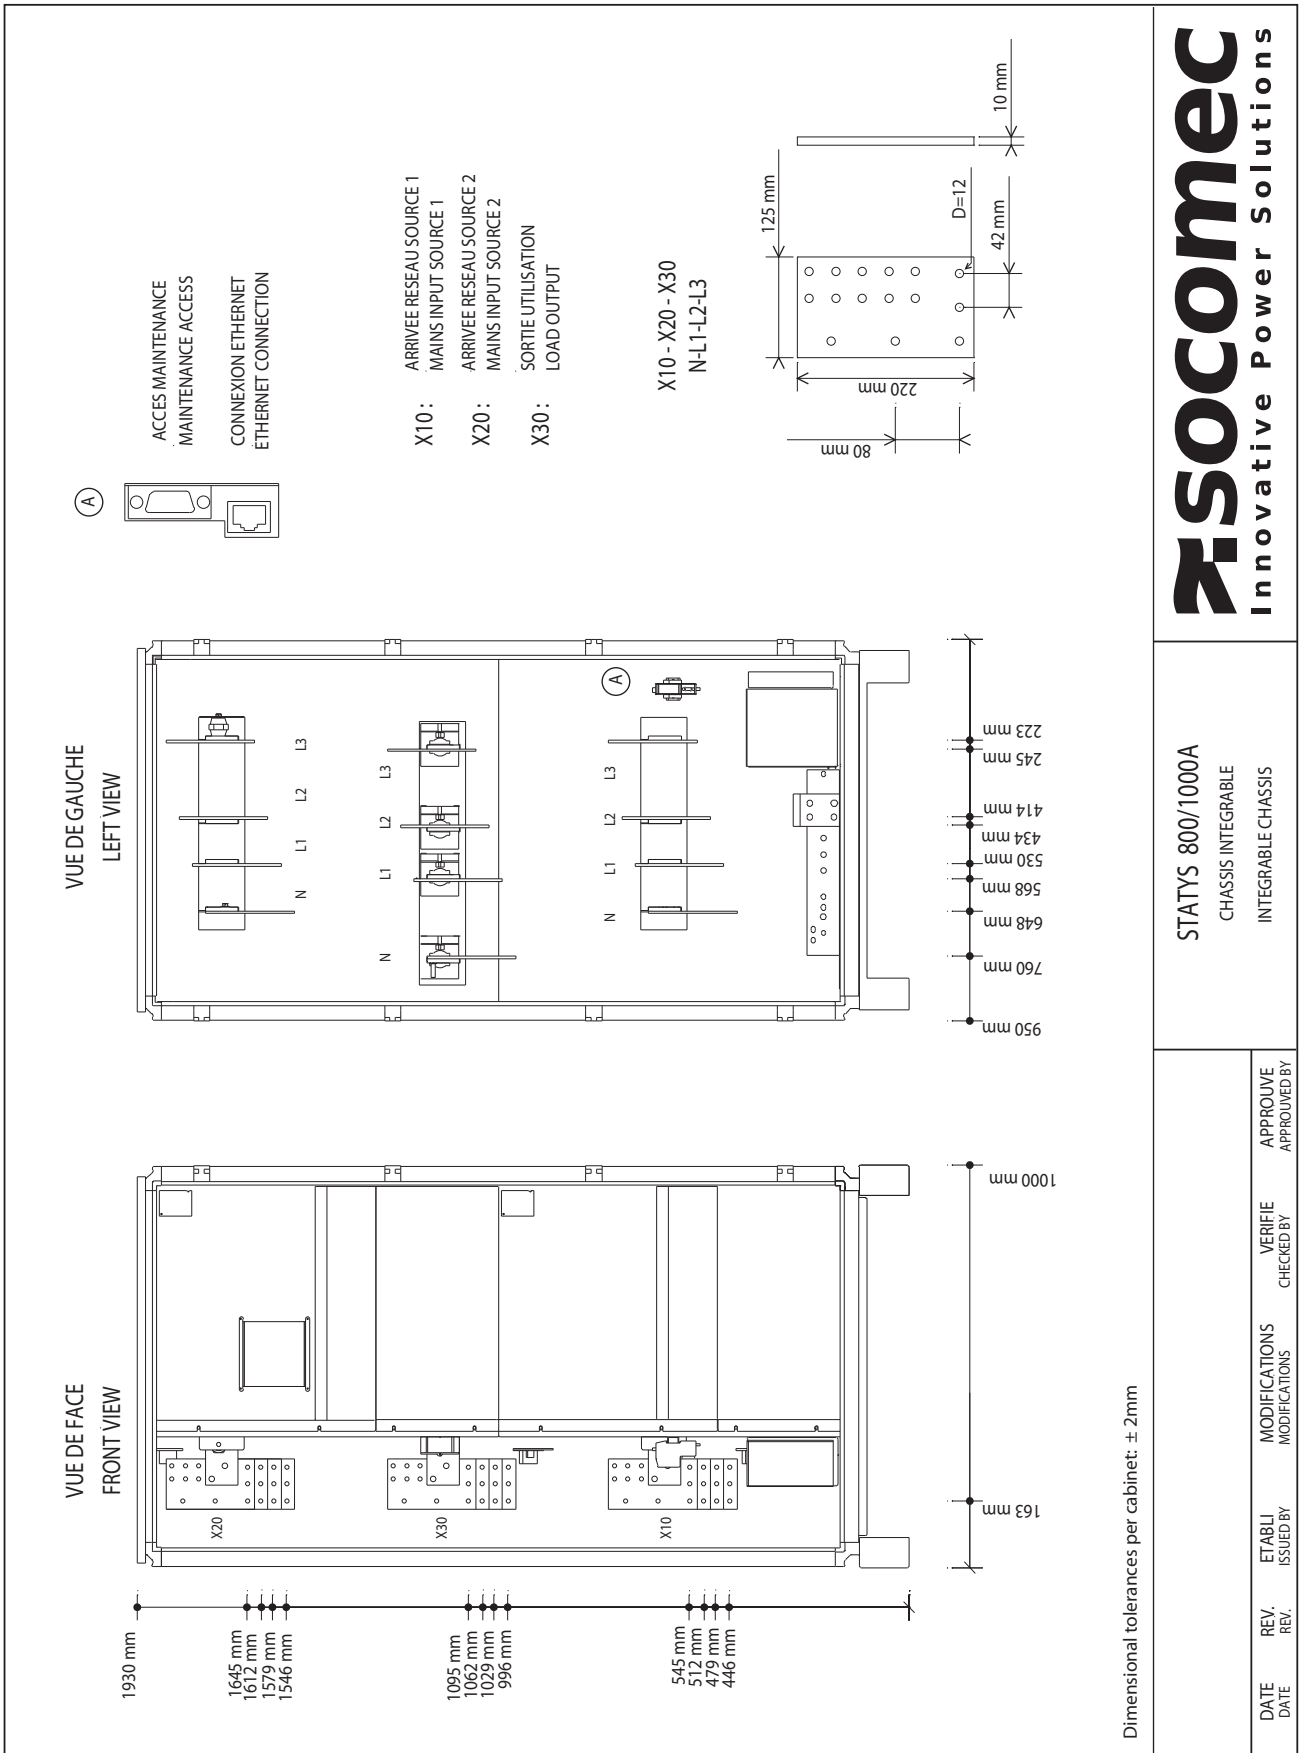 VUE DE FACE
FRONT VIEW
X20
X30
X10
1930 mm
1645 mm
1612 mm
1579 mm
1546 mm
1095 mm
1062 mm
1029 mm
996 mm
545 mm
512 mm
479 mm
446 mm
163 mm
1000 mm
VUE DE GAUCHE
LEFT VIEW
N
L1
L2
L3
N
L1
L2
L3
N
L1
L2
L3
A
950 mm
760 mm
648 mm
568 mm
530 mm
434 mm
414 mm
245 mm
223 mm
A
ACCES MAINTENANCE
MAINTENANCE ACCESS
CONNEXION ETHERNET
ETHERNET CONNECTION
X10 : ARRIVEE RESEAU SOURCE 1
MAINS INPUT SOURCE 1
X20 : ARRIVEE RESEAU SOURCE 2
MAINS INPUT SOURCE 2
X30 : SORTIE UTILISATION
LOAD OUTPUT
X10 - X20 - X30
N-L1-L2-L3
125 mm
10 mm
220 mm
80 mm
D=12
42 mm
Dimensional tolerances per cabinet: ± 2mm
DATE
DATE
REV.
REV.
ETABLI
ISSUED BY
MODIFICATIONS
MODIFICATIONS
VERIFIE
CHECKED BY
APPROUVE
APPROUVED BY
STATYS 800/1000A
CHASSIS INTEGRABLE
INTEGRABLE CHASSIS
socomec
Innovative Power Solutions